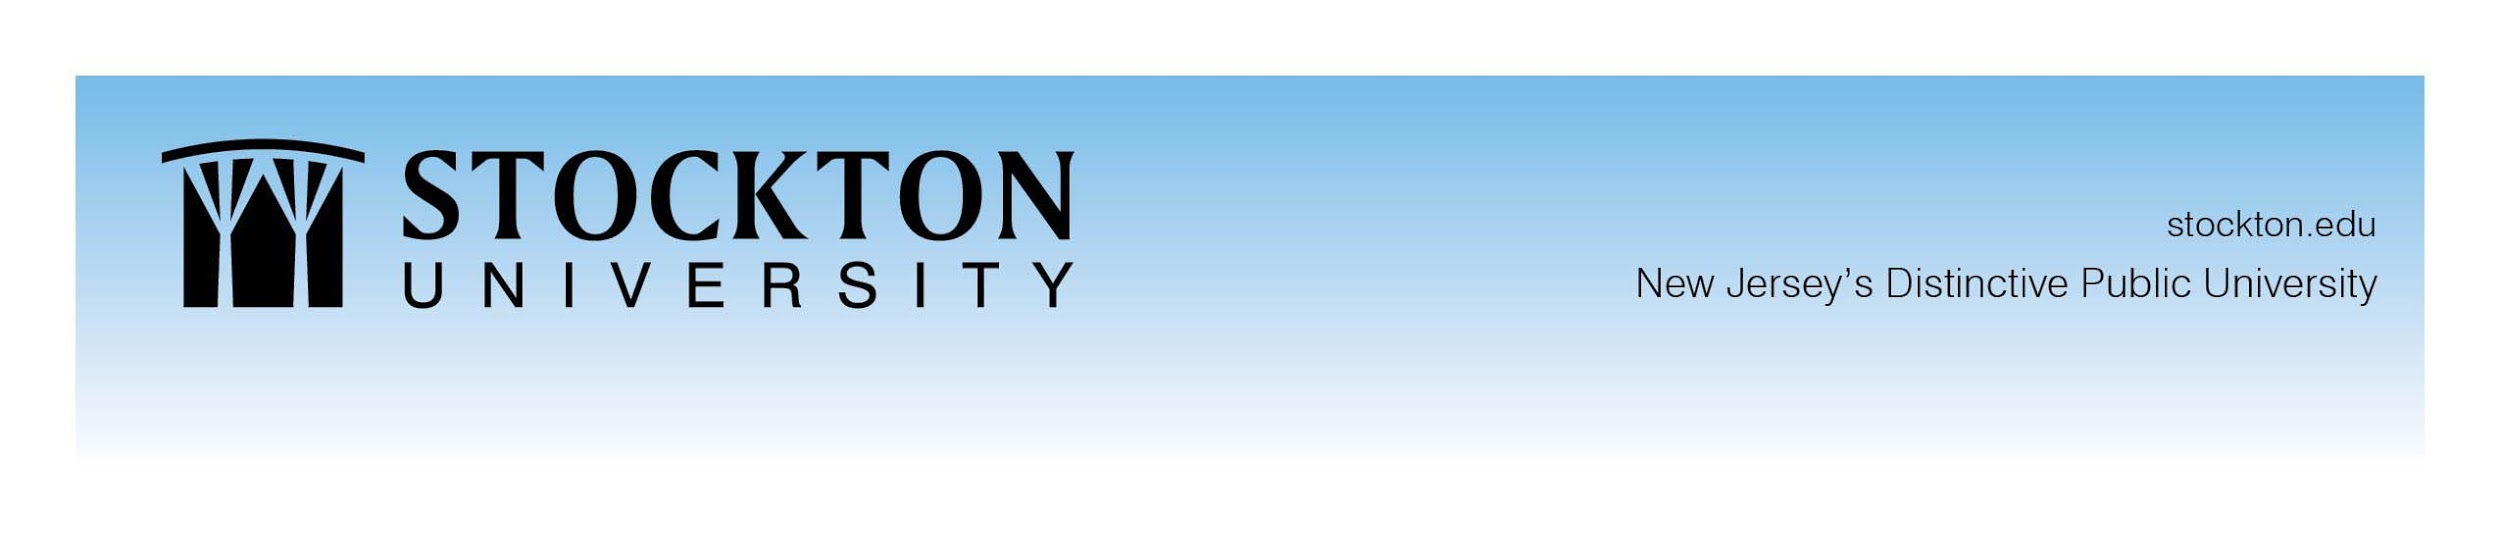 STOCKTON
UNIVERSITY
stockton.edu
New Jersey’s Distinctive Public University